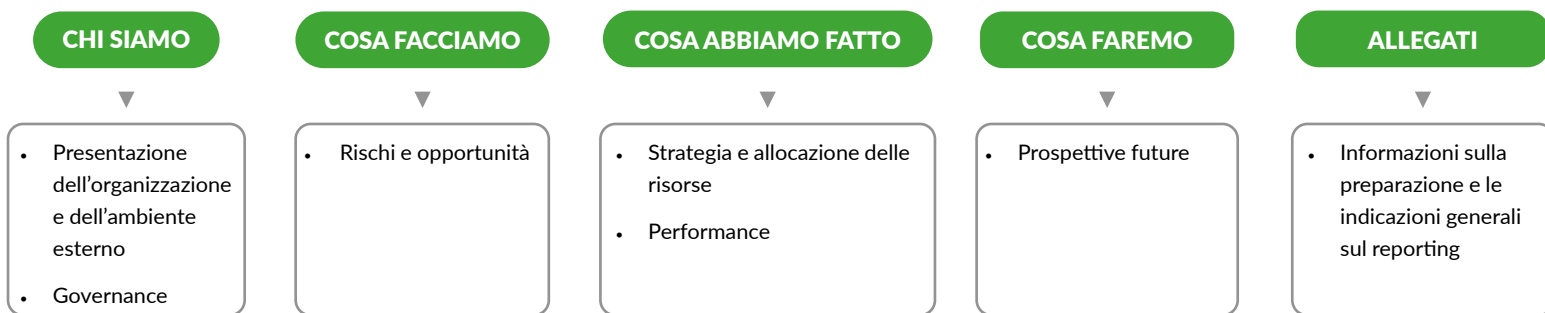 CHI SIAMO
• Presentazione
dell’organizzazione
e dell’ambiente
esterno
• Governance
COSA FACCIAMO
• Rischi e opportunità
COSA ABBIAMO FATTO
• Strategia e allocazione delle
risorse
• Performance
COSA FAREMO
• Prospettive future
ALLEGATI
• Informazioni sulla
preparazione e le
indicazioni generali
sul reporting